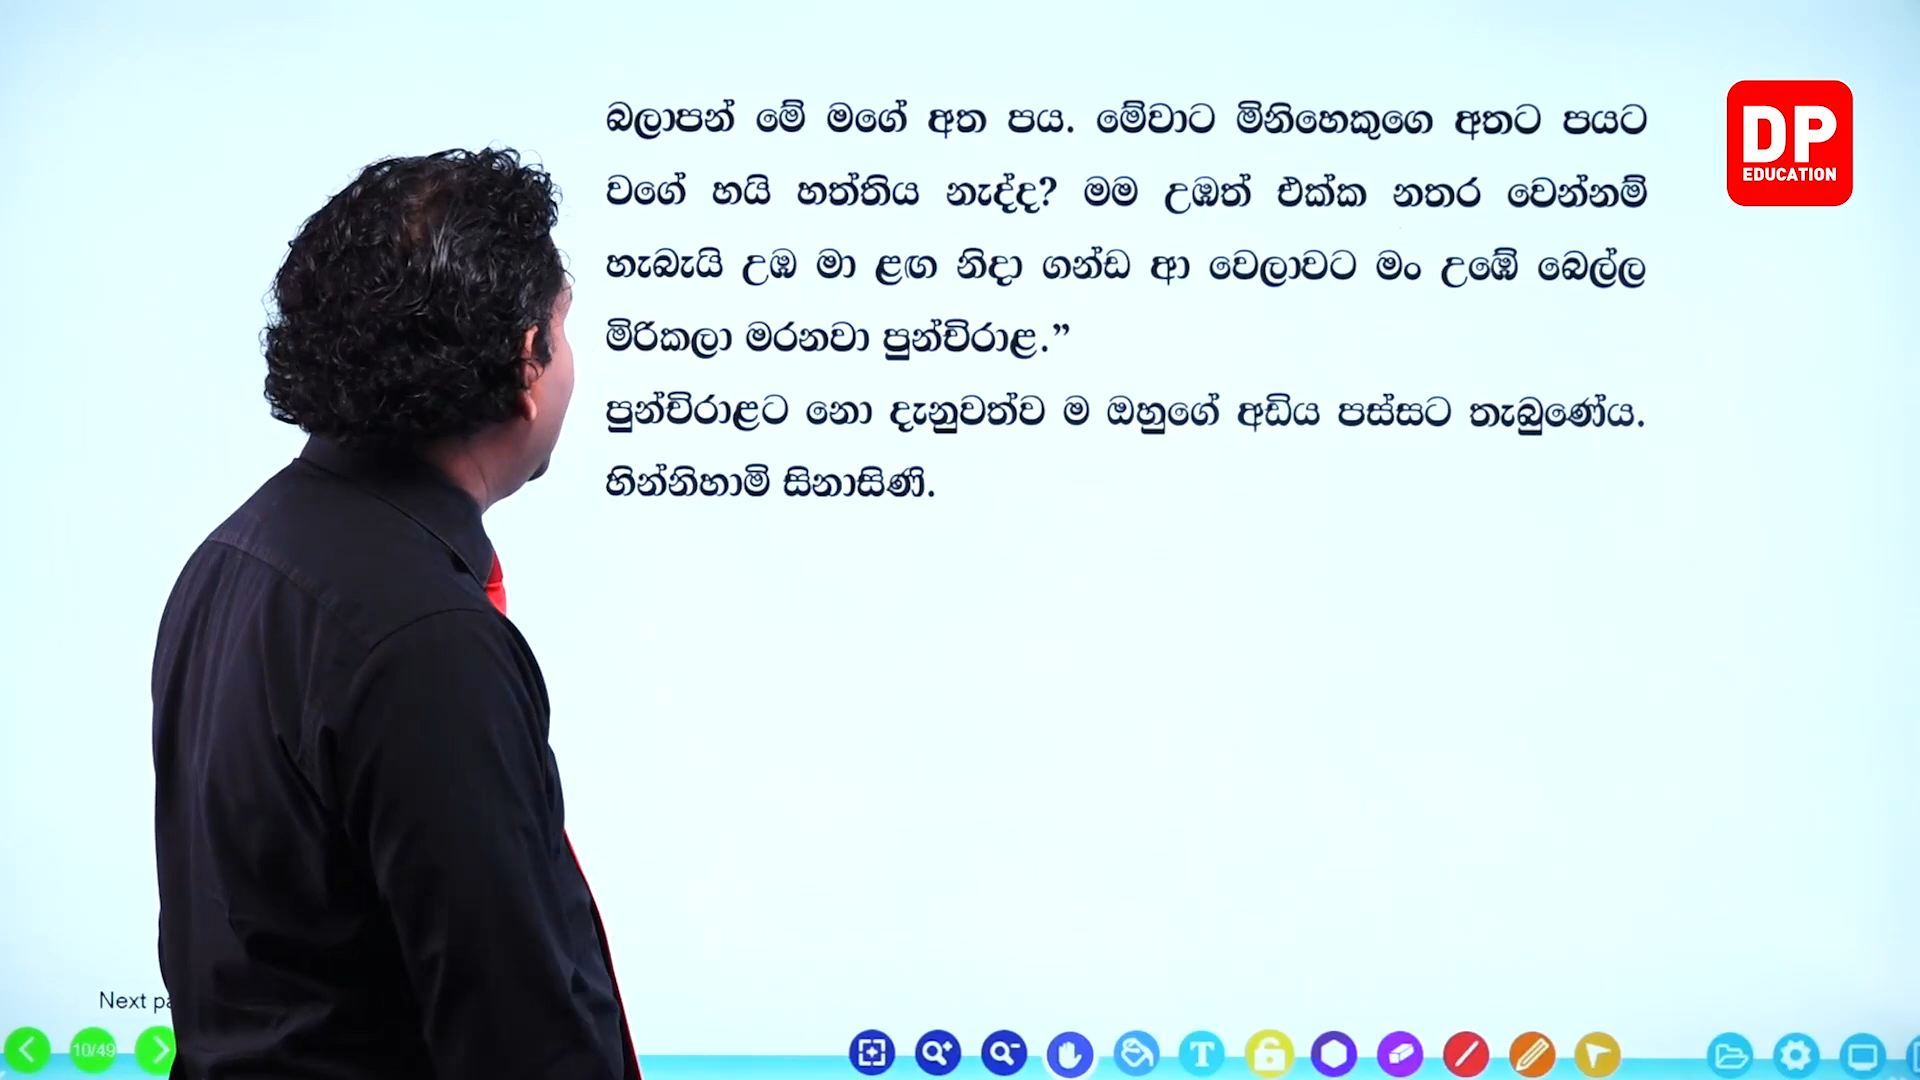 බලාපන් මේ මගේ අත පය. මේවාට මිනිහෙකුගෙ අතට පයට
වගේ හයි හත්තිය නැද්ද? මම උඹත් එක්ක නතර වෙන්නම්
හැබැයි උඹ මා ළඟ නිදා ගන්ඩ ආ වෙලාවට මං උඹේ බෙල්ල
මිරිකලා මරනවා පුන්චිරාළ.”
පුන්චිරාළට නො දැනුවත්ව ම ඔහුගේ අඩිය පස්සට තැබුණේය.
හින්නිහාමි සිනාසිණි.
DP
EDUCATION
Next
10/49
T